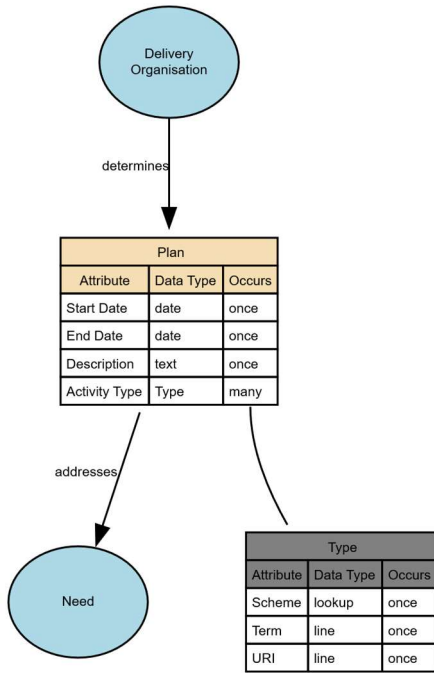 Delivery
Organisation
determines
Plan
Attribute Data Type Occurs
Start Date date once
End Date date once
Description text once
Activity Type Type many
addresses
Need
Type
Attribute Data Type Occurs
Scheme lookup once
Term line once
URI line once